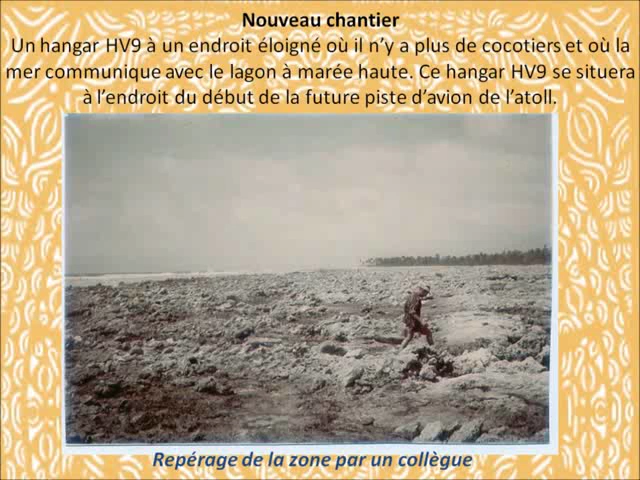 Nouveau chantier
Un hangar HV9 à un endroit éloigné où il n’y a plus de cocotiers et où la
mer communique avec le lagon à marée haute. Ce hangar HV9 se situera
à l’endroit du début de la future piste d’avion de l’atoll.
Repérage de la zone par un collègue